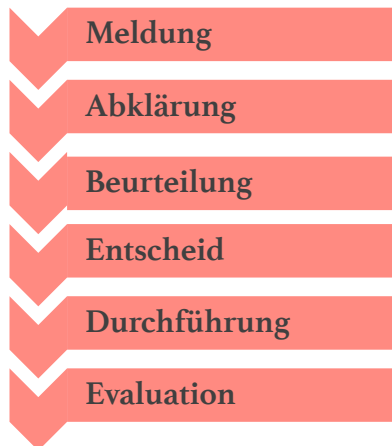 Meldung
Abklärung
Beurteilung
Entscheid
Durchführung
Evaluation